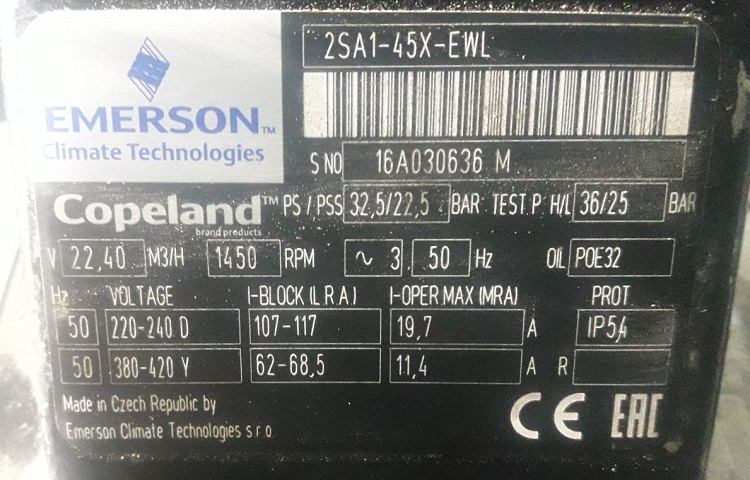 2SA1-45X-EWL
EMERSON™
Climate Technologies
S NO 16A030636 M
Copeland™ PS / PSS 32,5/22,5 BAR TEST P H/L 36/25 BAR
brand products
V 22,40 M3/H 1450 RPM ~ 3 50 Hz OIL POE32
Hz VOLTAGE I-BLOCK (L R A) I-OPER MAX (MRA) PROT
50 220-240 D 107-117 19,7 A IP54
50 380-420 Y 62-68,5 11,4 A R
Made in Czech Republic by
Emerson Climate Technologies s r o
CE EAC